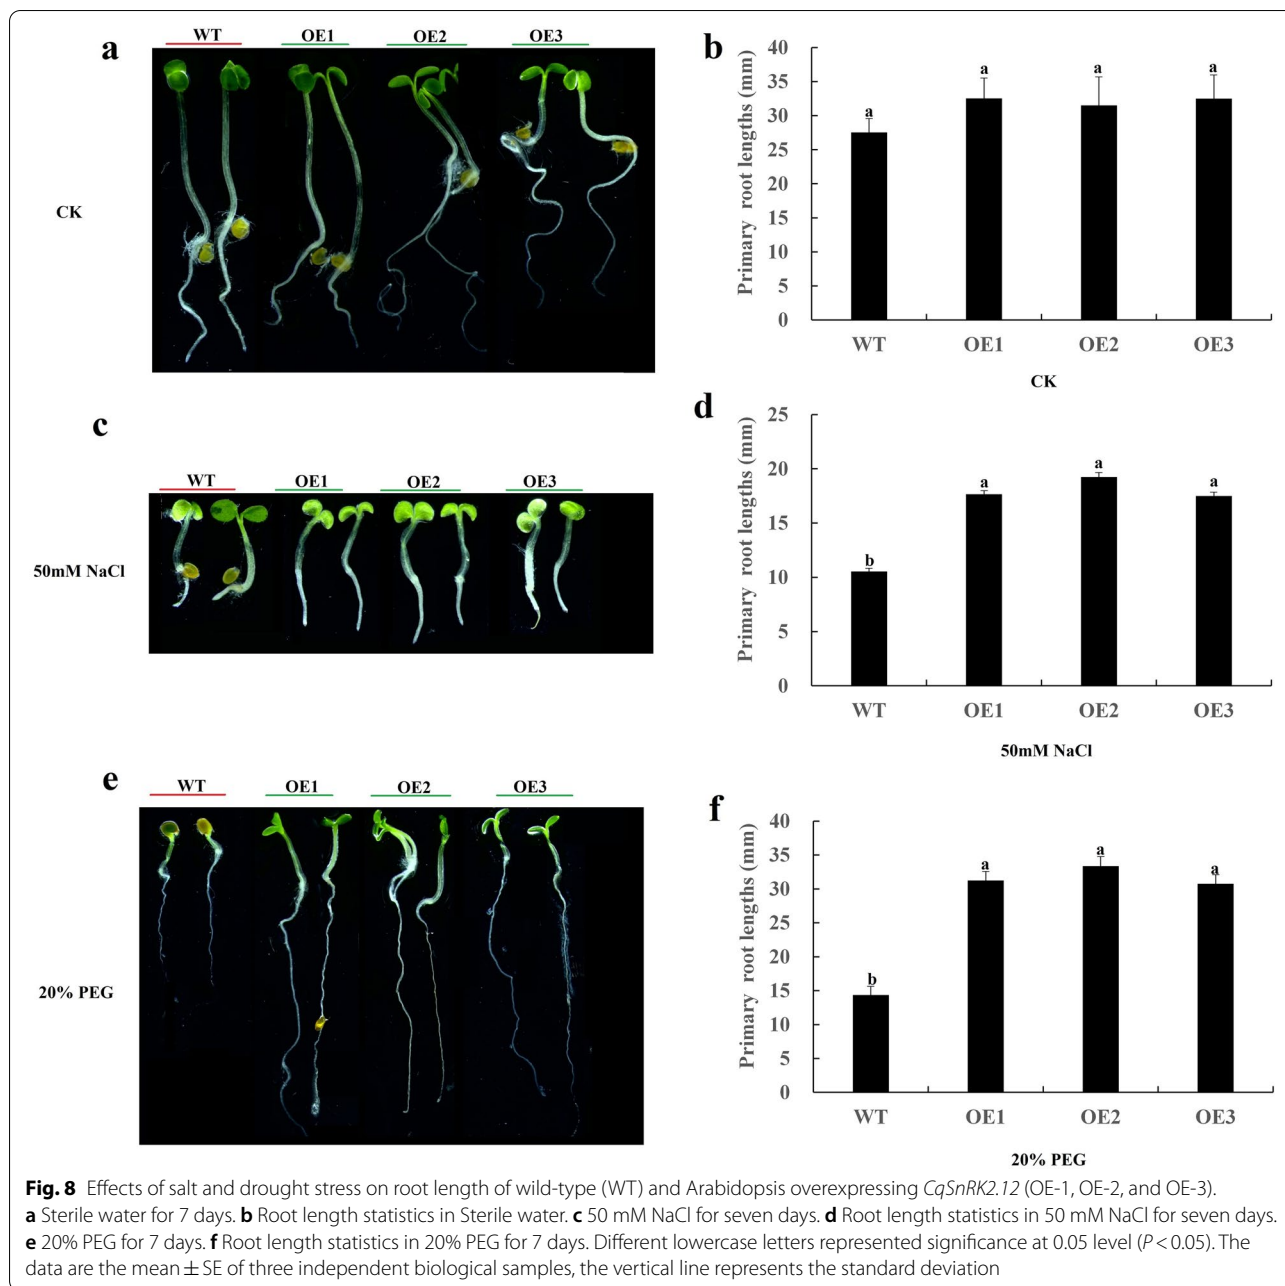 a
WT OE1 OE2 OE3
CK
b
Primary root lengths (mm)
40
35
30
25
20
15
10
5
0
a a a a
WT OE1 OE2 OE3
CK
c
WT OE1 OE2 OE3
50mM NaCl
d
Primary root lengths (mm)
25
20
15
10
5
0
b a a a
WT OE1 OE2 OE3
50mM NaCl
e
WT OE1 OE2 OE3
20% PEG
f
Primary root lengths (mm)
40
35
30
25
20
15
10
5
0
b a a a
WT OE1 OE2 OE3
20% PEG
Fig. 8 Effects of salt and drought stress on root length of wild-type (WT) and Arabidopsis overexpressing CqSnRK2.12 (OE-1, OE-2, and OE-3).
a Sterile water for 7 days. b Root length statistics in Sterile water. c 50 mM NaCl for seven days. d Root length statistics in 50 mM NaCl for seven days.
e 20% PEG for 7 days. f Root length statistics in 20% PEG for 7 days. Different lowercase letters represented significance at 0.05 level (P < 0.05). The
data are the mean ± SE of three independent biological samples, the vertical line represents the standard deviation